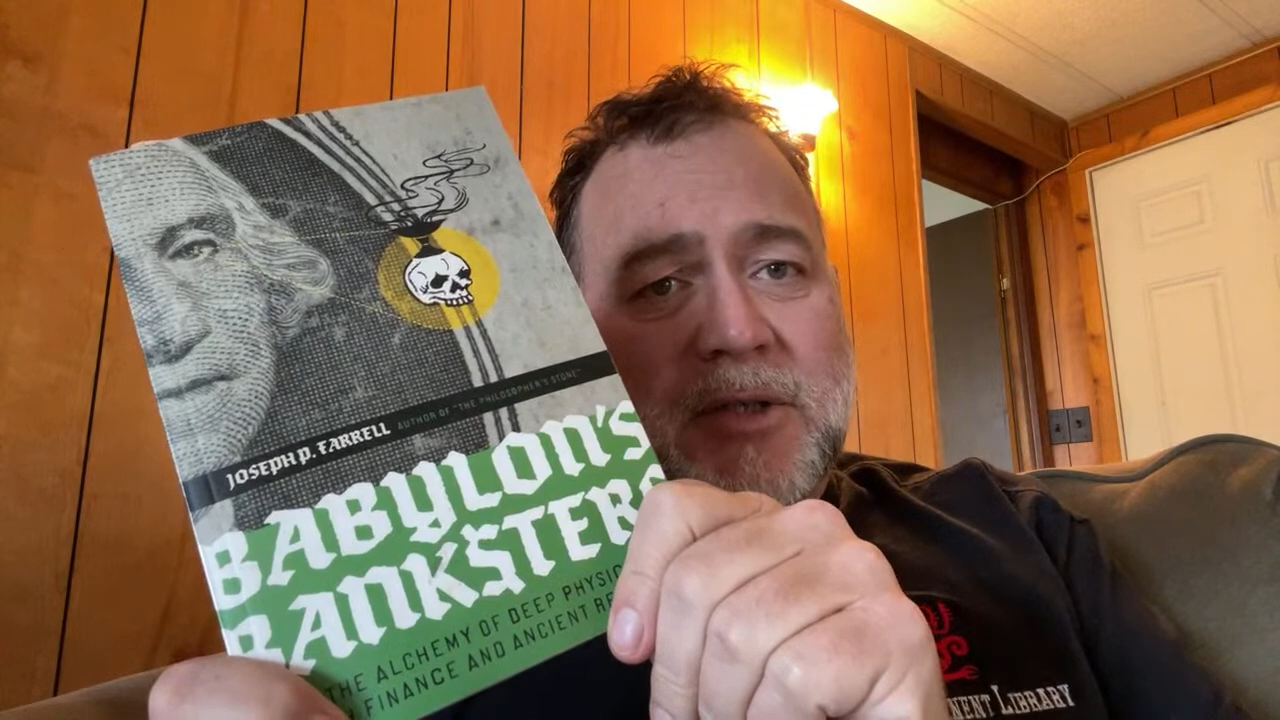 JOSEPH P. FARRELL AUTHOR OF "THE PHILOSOPHER'S STONE"
BABYLON'S
BANKSTERS
THE ALCHEMY OF DEEP PHYSIC
FINANCE AND ANCIENT RE
NENT LIBRARY